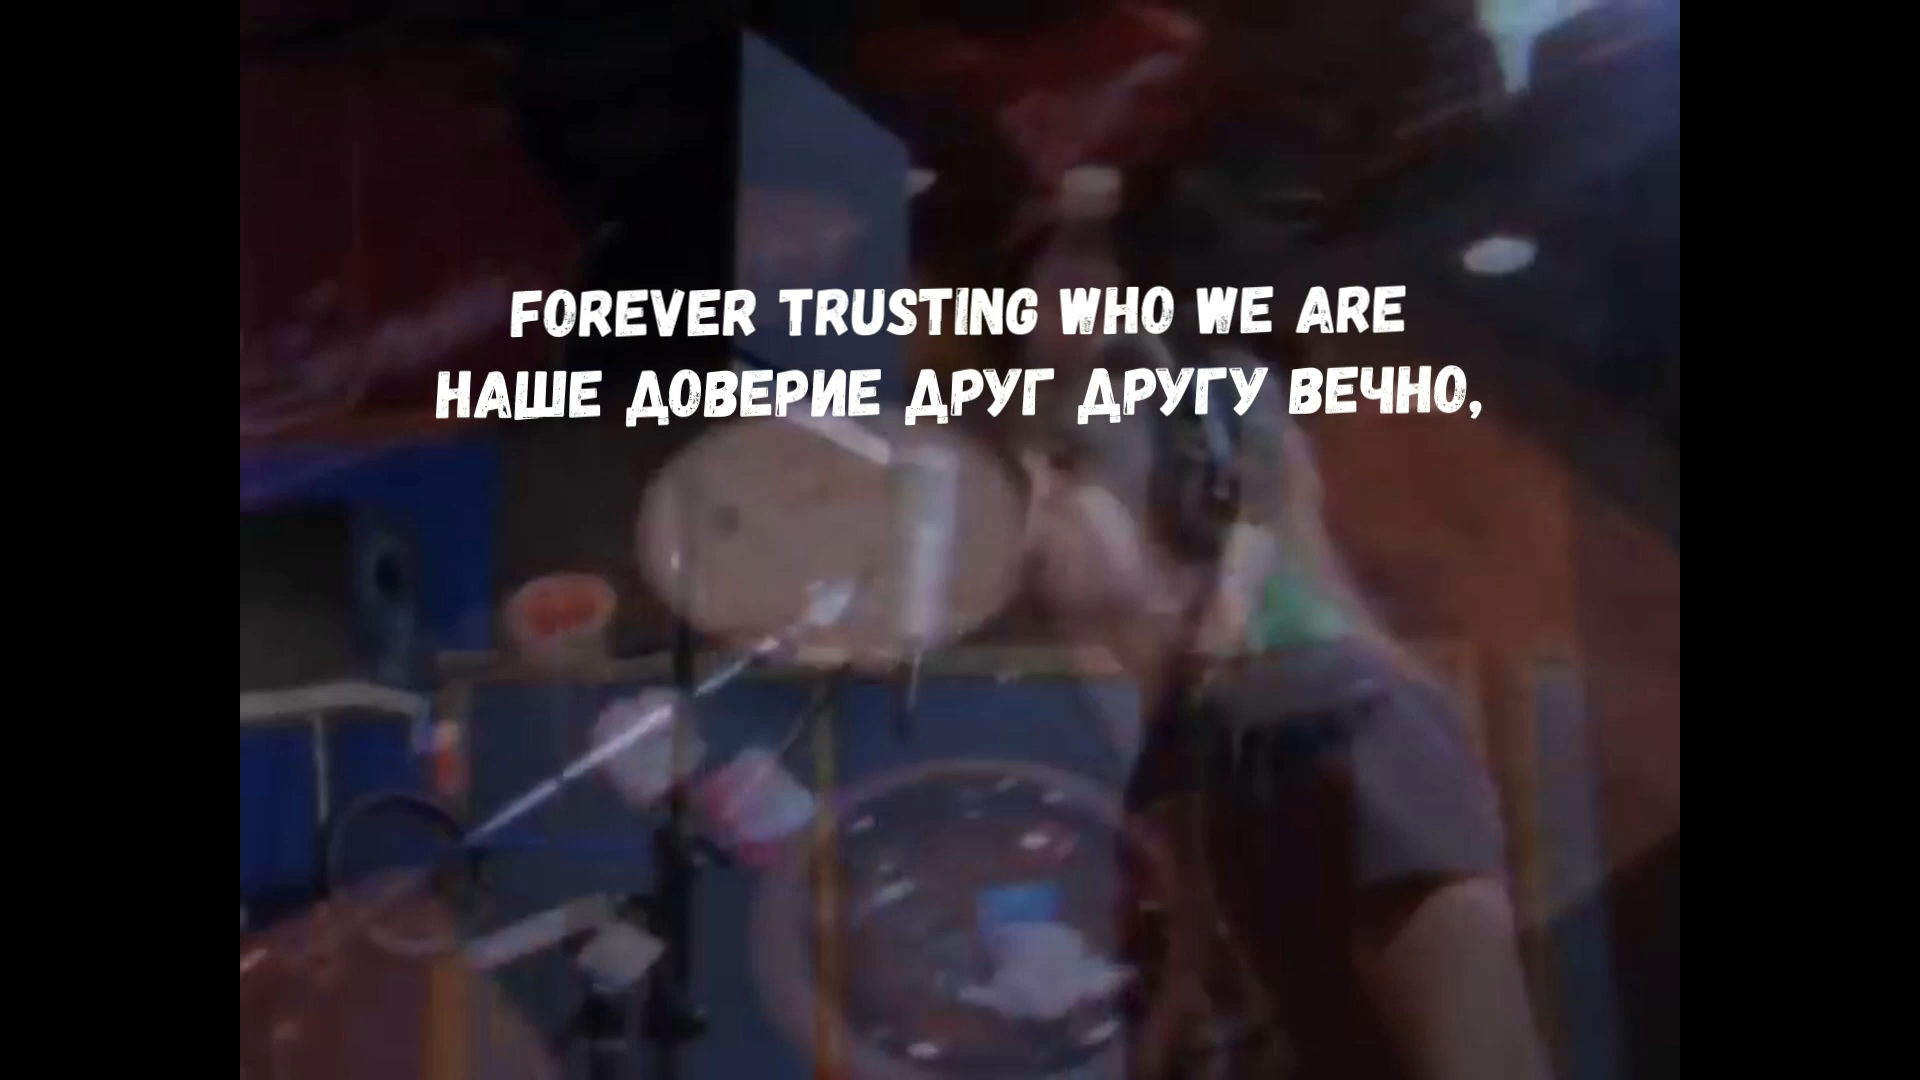 FOREVER TRUSTING WHO WE ARE
НАШЕ ДОВЕРИЕ ДРУГ ДРУГУ ВЕЧНО,